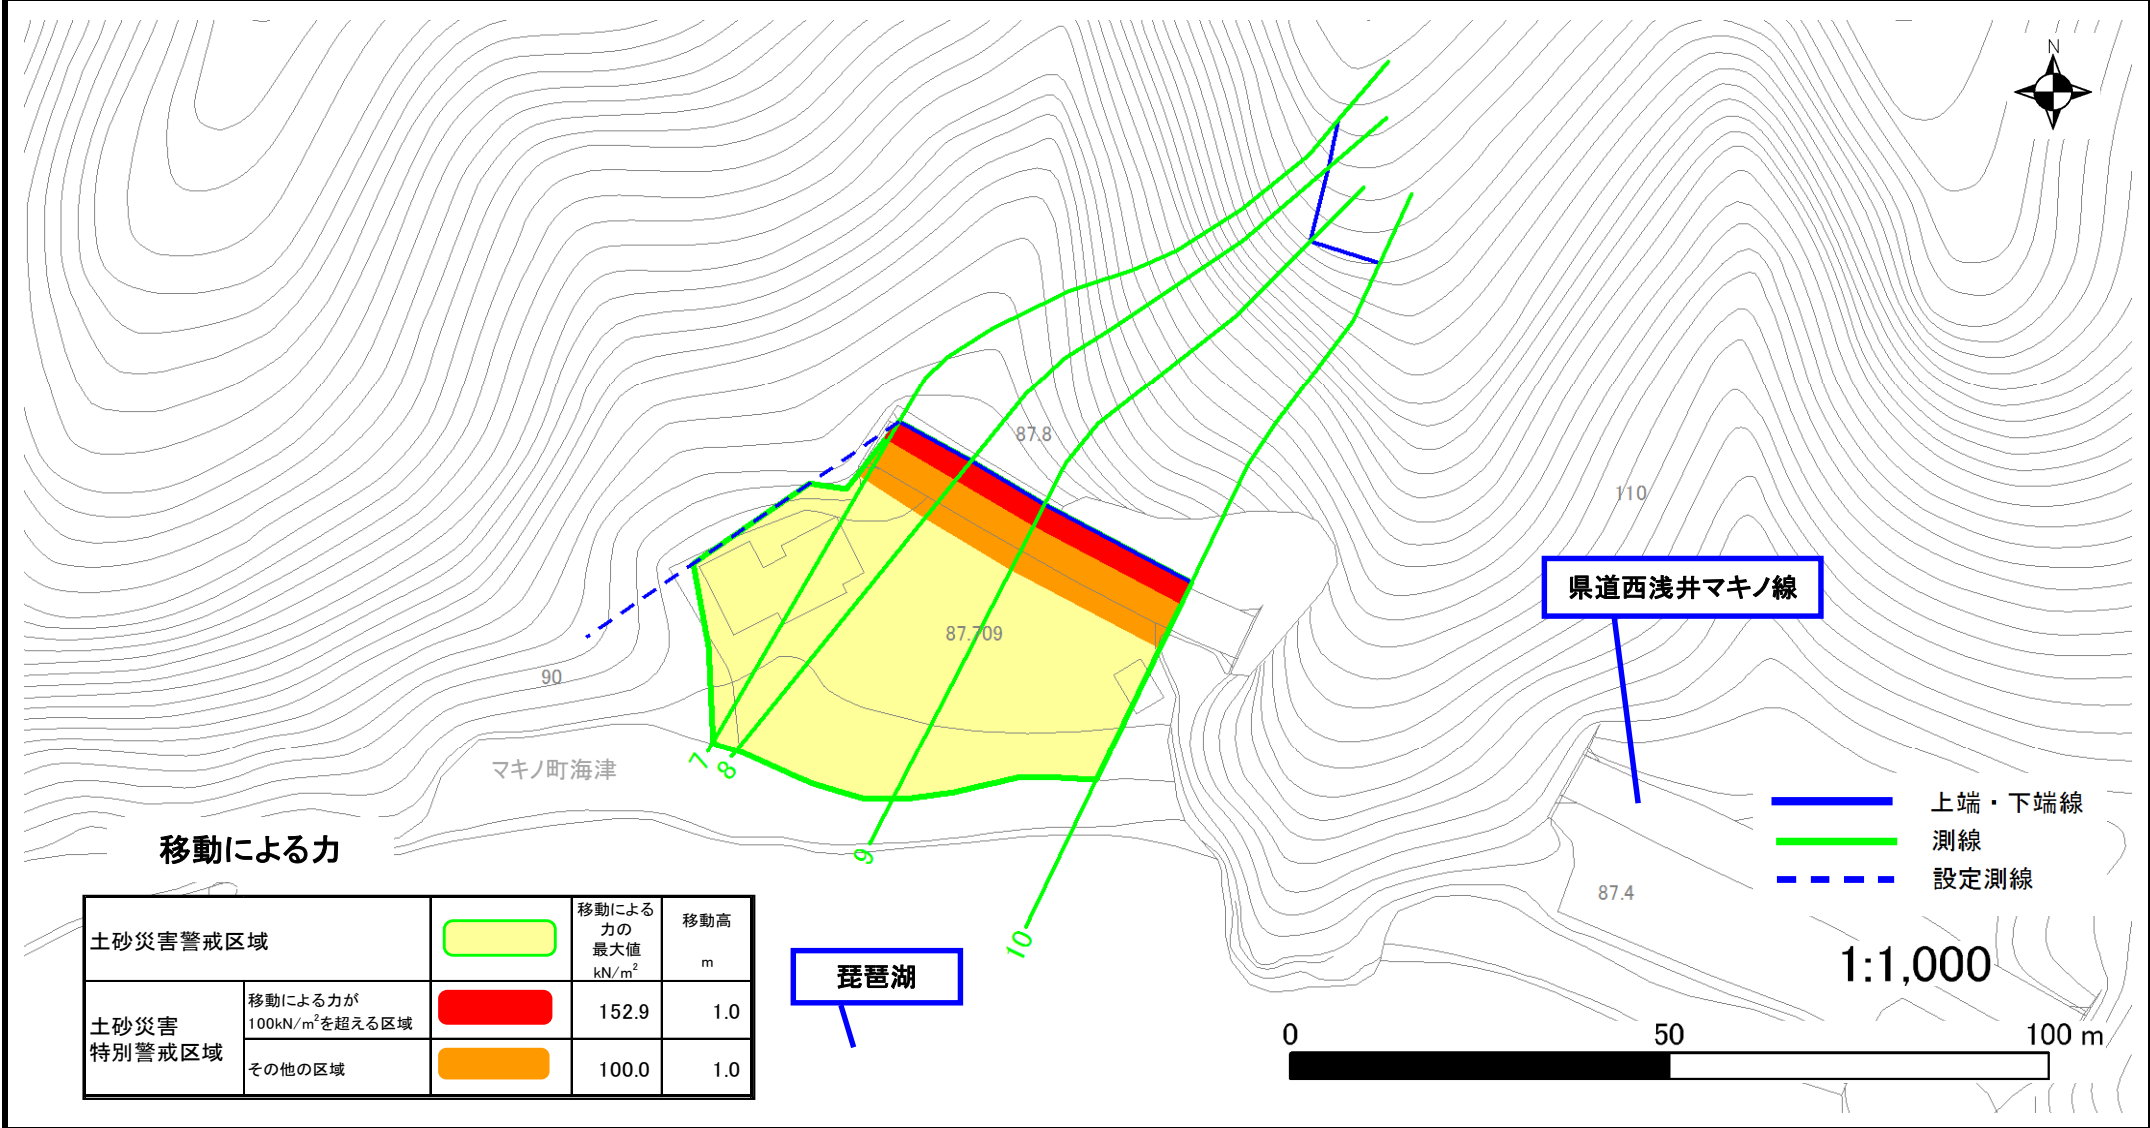 N
87.8
110
県道西浅井マキノ線
87.709
90
マキノ町海津
7
8
9
10
上端・下端線
測線
設定測線
87.4
1:1,000
0 50 100 m
琵琶湖
移動による力
土砂災害警戒区域
移動による
力の
最大値
kN/m²
移動高
m
土砂災害
特別警戒区域
移動による力が
100kN/m²を超える区域
152.9 1.0
その他の区域
100.0 1.0